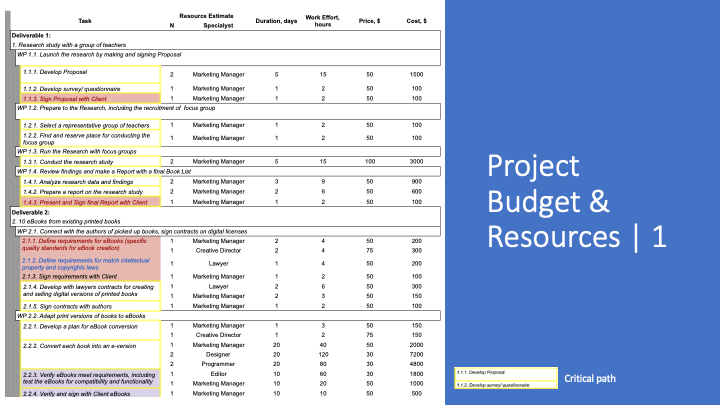 Task Resource Estimate Duration, days Work Effort, hours Price, $ Cost, $
N Specialyst
Deliverable 1:
1. Research study with a group of teachers
WP 1.1. Launch the research by making and signing Proposal
1.1.1. Develop Proposal 2 Marketing Manager 5 15 50 1500
1.1.2. Develop survey/ questionnaire 1 Marketing Manager 1 2 50 100
1.1.3. Sign Proposal with Client 1 Marketing Manager 1 2 50 100
WP 1.2. Prepare to the Research, including the recruitment of focus group
1.2.1. Select a representative group of teachers 1 Marketing Manager 1 2 50 100
1.2.2. Find and reserve place for conducting the focus group 1 Marketing Manager 1 2 50 100
WP 1.3. Run the Research with focus groups
1.3.1. Conduct the research study 2 Marketing Manager 5 15 100 3000
WP 1.4. Review findings and make a Report with a final Book List
1.4.1. Analyze research data and findings 2 Marketing Manager 3 9 50 900
1.4.2. Prepare a report on the research study 2 Marketing Manager 2 6 50 600
1.4.3. Present and Sign final Report with Client 1 Marketing Manager 1 2 50 100
Deliverable 2:
2. 10 eBooks from existing printed books
WP 2.1. Connect with the authors of picked up books, sign contracts on digital licenses
2.1.1. Define requirements for eBooks (specific 1 Marketing Manager 2 4 50 200
quality standards for eBook creation) 1 Creative Director 2 4 75 300
2.1.2. Define requirements for match intellectual property and copyrights laws 1 Lawyer 1 4 50 200
2.1.3. Sign requirements with Client 1 Marketing Manager 1 2 50 100
2.1.4. Develop with lawyers contracts for creating 1 Lawyer 2 6 50 300
and selling digital versions of printed books 1 Marketing Manager 2 3 50 150
2.1.5. Sign contracts with authors 1 Marketing Manager 1 2 50 100
WP 2.2. Adapt print versions of books to eBooks
2.2.1. Develop a plan for eBook conversion 1 Marketing Manager 1 3 50 150
1 Creative Director 1 2 75 150
2.2.2. Convert each book into an e-version 1 Marketing Manager 20 40 50 2000
2 Designer 20 120 30 7200
2 Programmer 20 80 30 4800
2.2.3. Verify eBooks meet requirements, including 1 Editor 10 60 30 1800
test the eBooks for compatibility and functionality 1 Marketing Manager 10 20 50 1000
2.2.4. Verify and sign with Client eBooks 1 Marketing Manager 10 10 50 500
Project
Budget &
Resources | 1
1.1.1. Develop Proposal
1.1.2. Develop survey/ questionnaire
Critical path